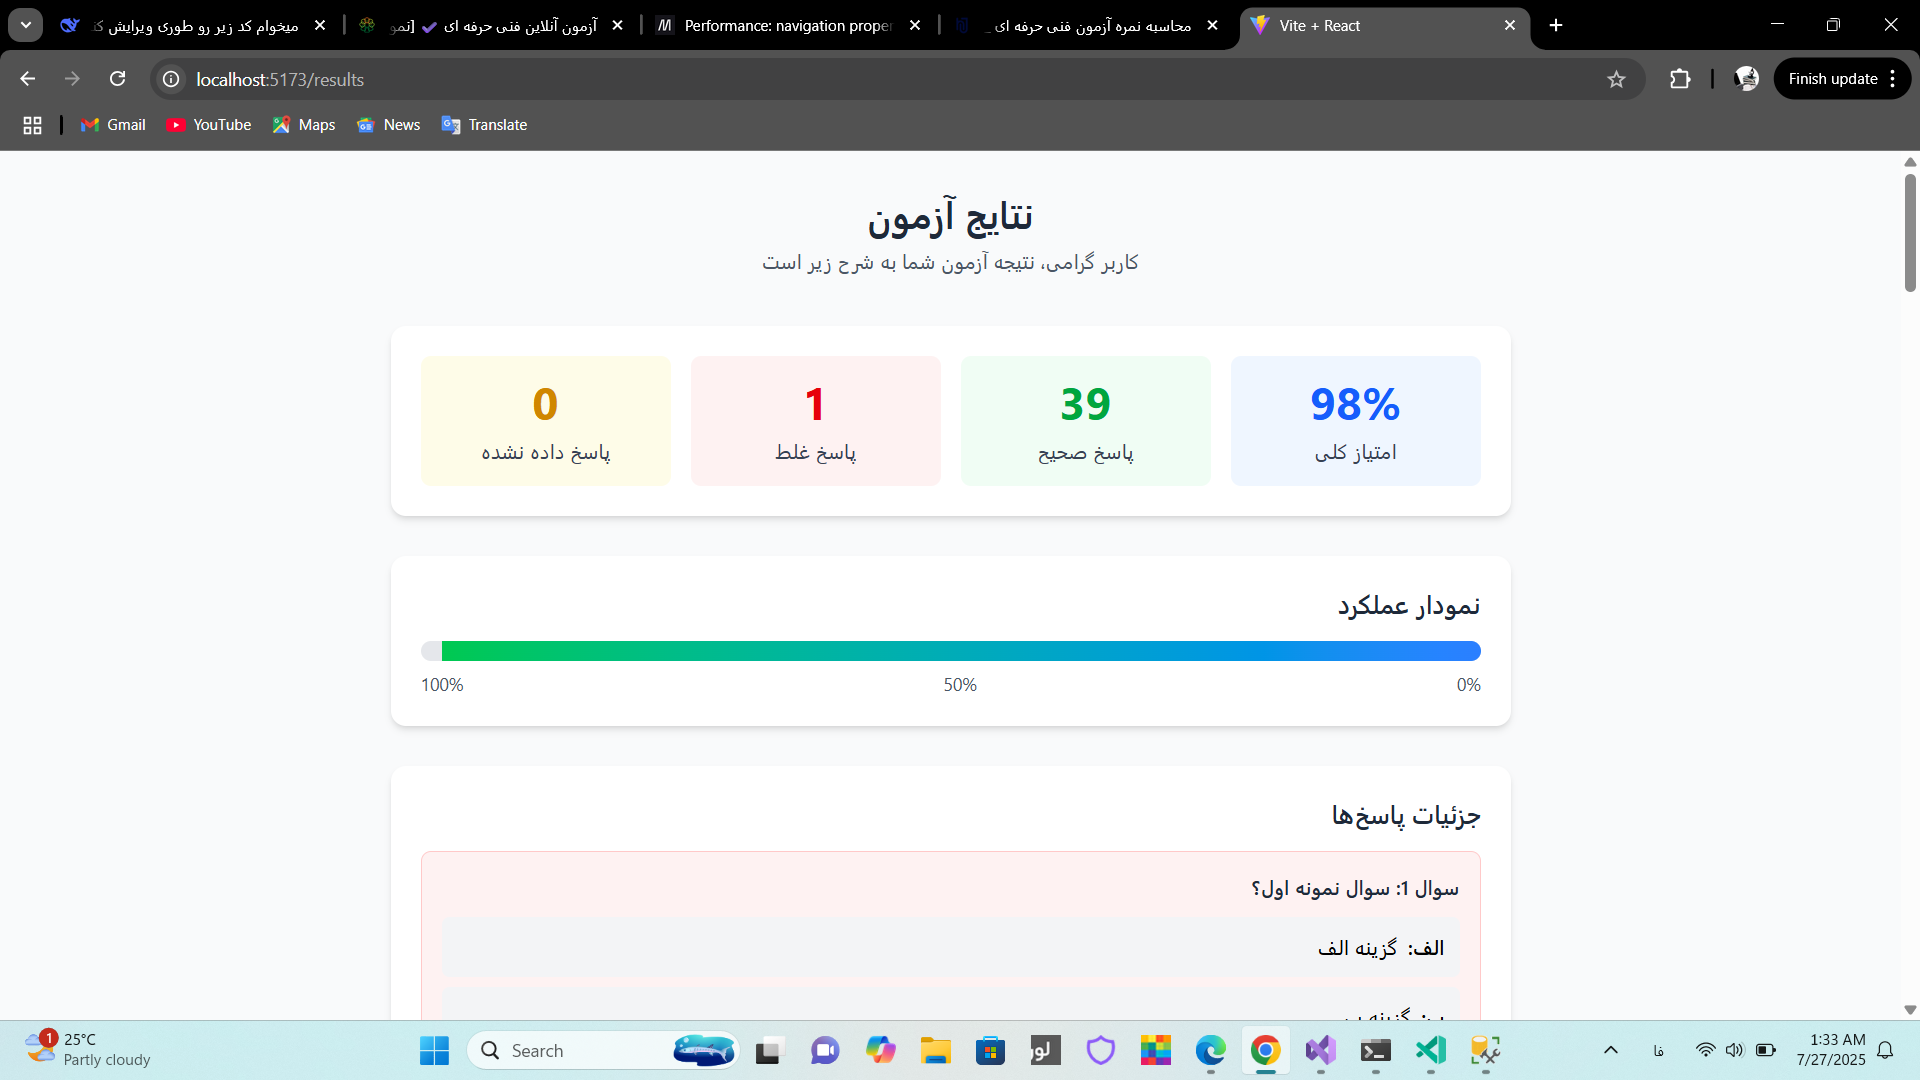 میخوام کد زیر رو طوری ویرایش ک
آزمون آنلاین فنی حرفه ای ✔ [نمو
Performance: navigation proper
محاسبه نمره آزمون فنی حرفه ای _
Vite + React
localhost:5173/results
Finish update
Gmail
YouTube
Maps
News
Translate
نتایج آزمون
کاربر گرامی، نتیجه آزمون شما به شرح زیر است
98%
امتیاز کلی
39
پاسخ صحیح
1
پاسخ غلط
0
پاسخ داده نشده
نمودار عملکرد
0%
50%
100%
جزئیات پاسخ‌ها
سوال 1: سوال نمونه اول؟
الف: گزینه الف
ب: گزینه ب
1
25°C
Partly cloudy
Search
لور
فا
1:33 AM
7/27/2025